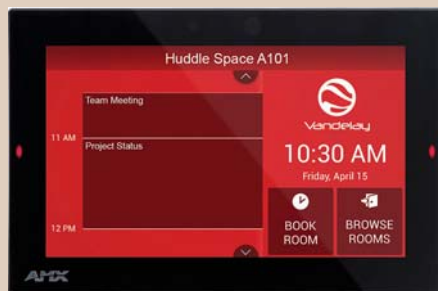 Huddle Space A101
Team Meeting
11 AM
Project Status
12 PM
Vandelay
10:30 AM
Friday, April 15
BOOK
ROOM
BROWSE
ROOMS
AMX